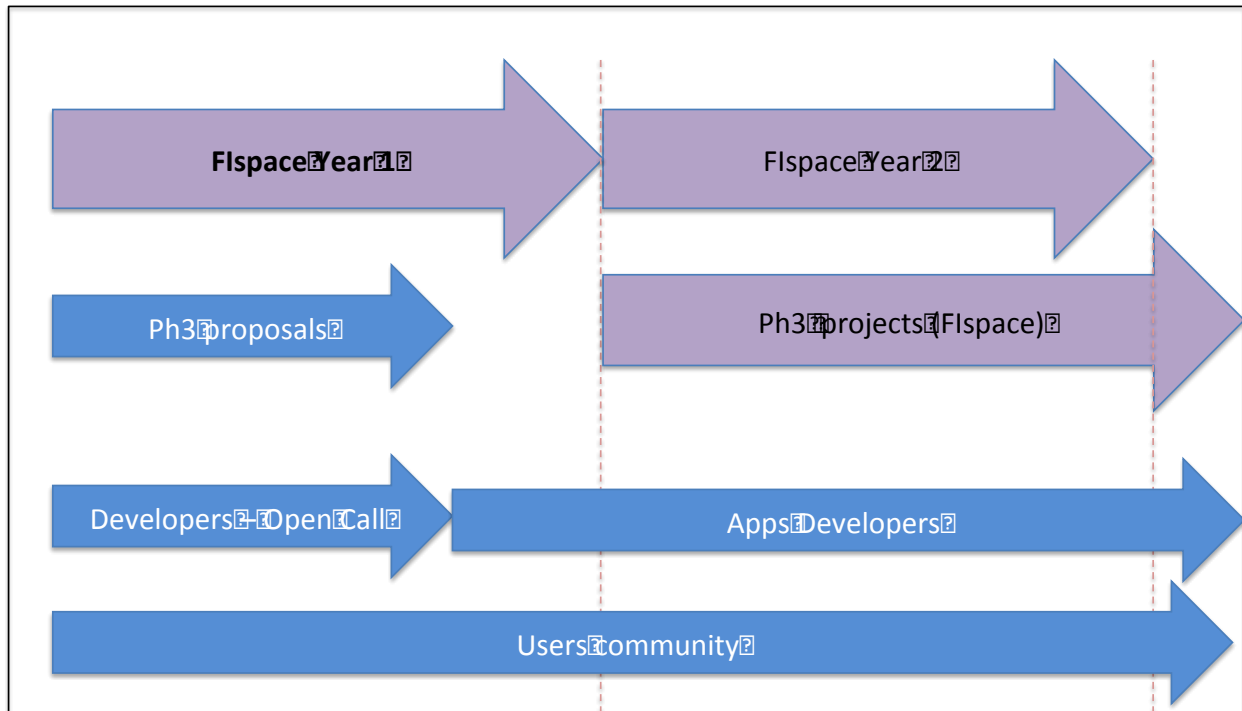 FIspace Year 1
FIspace Year 2
Ph3 proposals
Ph3 projects (FIspace)
Developers – Open Call
Apps Developers
Users community